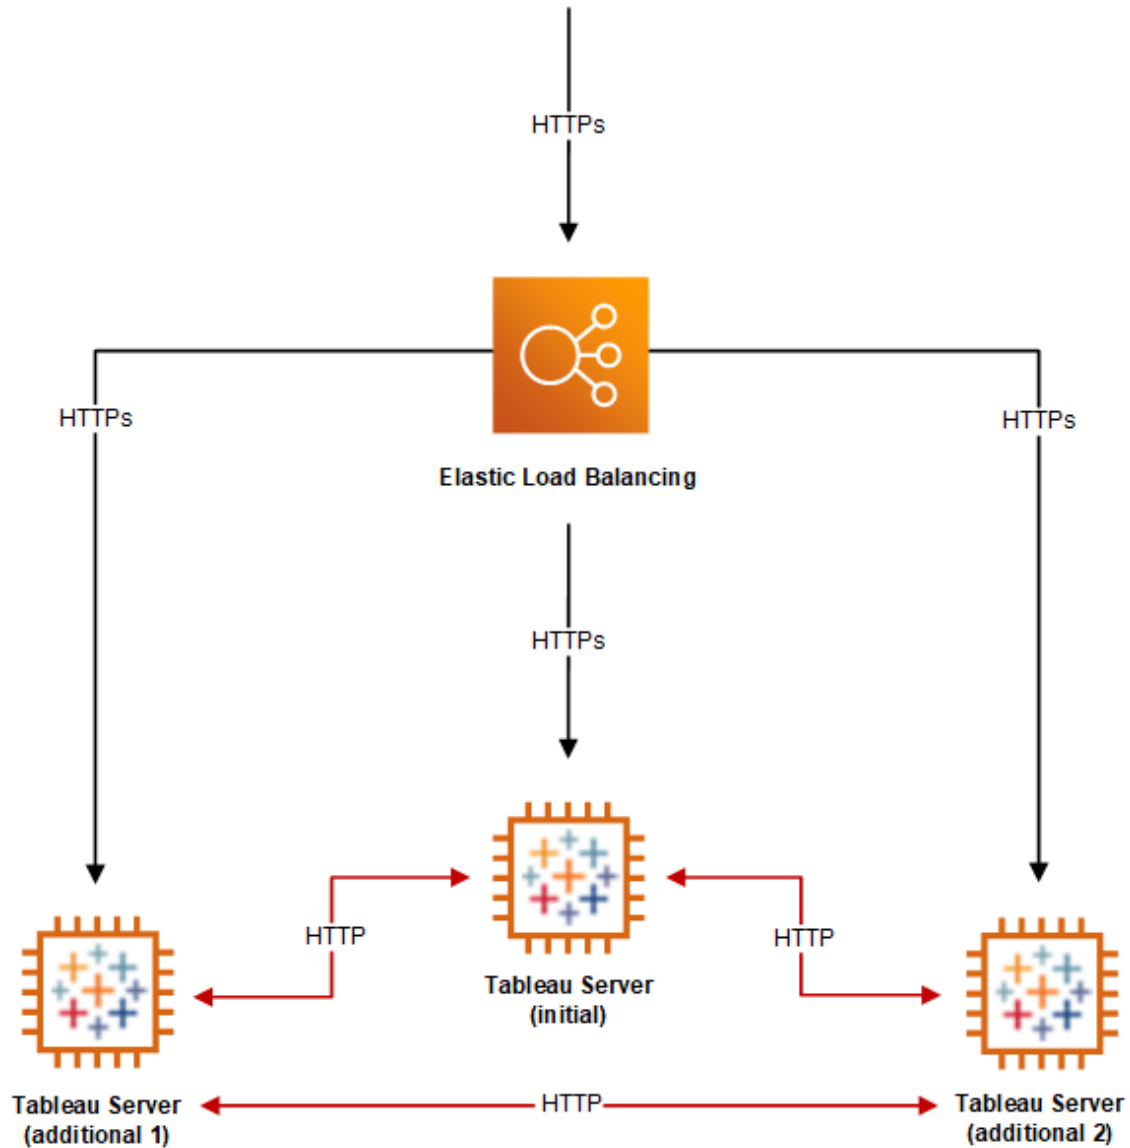 HTTPs
HTTPs
HTTPs
Elastic Load Balancing
HTTPs
HTTP
HTTP
Tableau Server
(initial)
Tableau Server
(additional 1)
HTTP
Tableau Server
(additional 2)